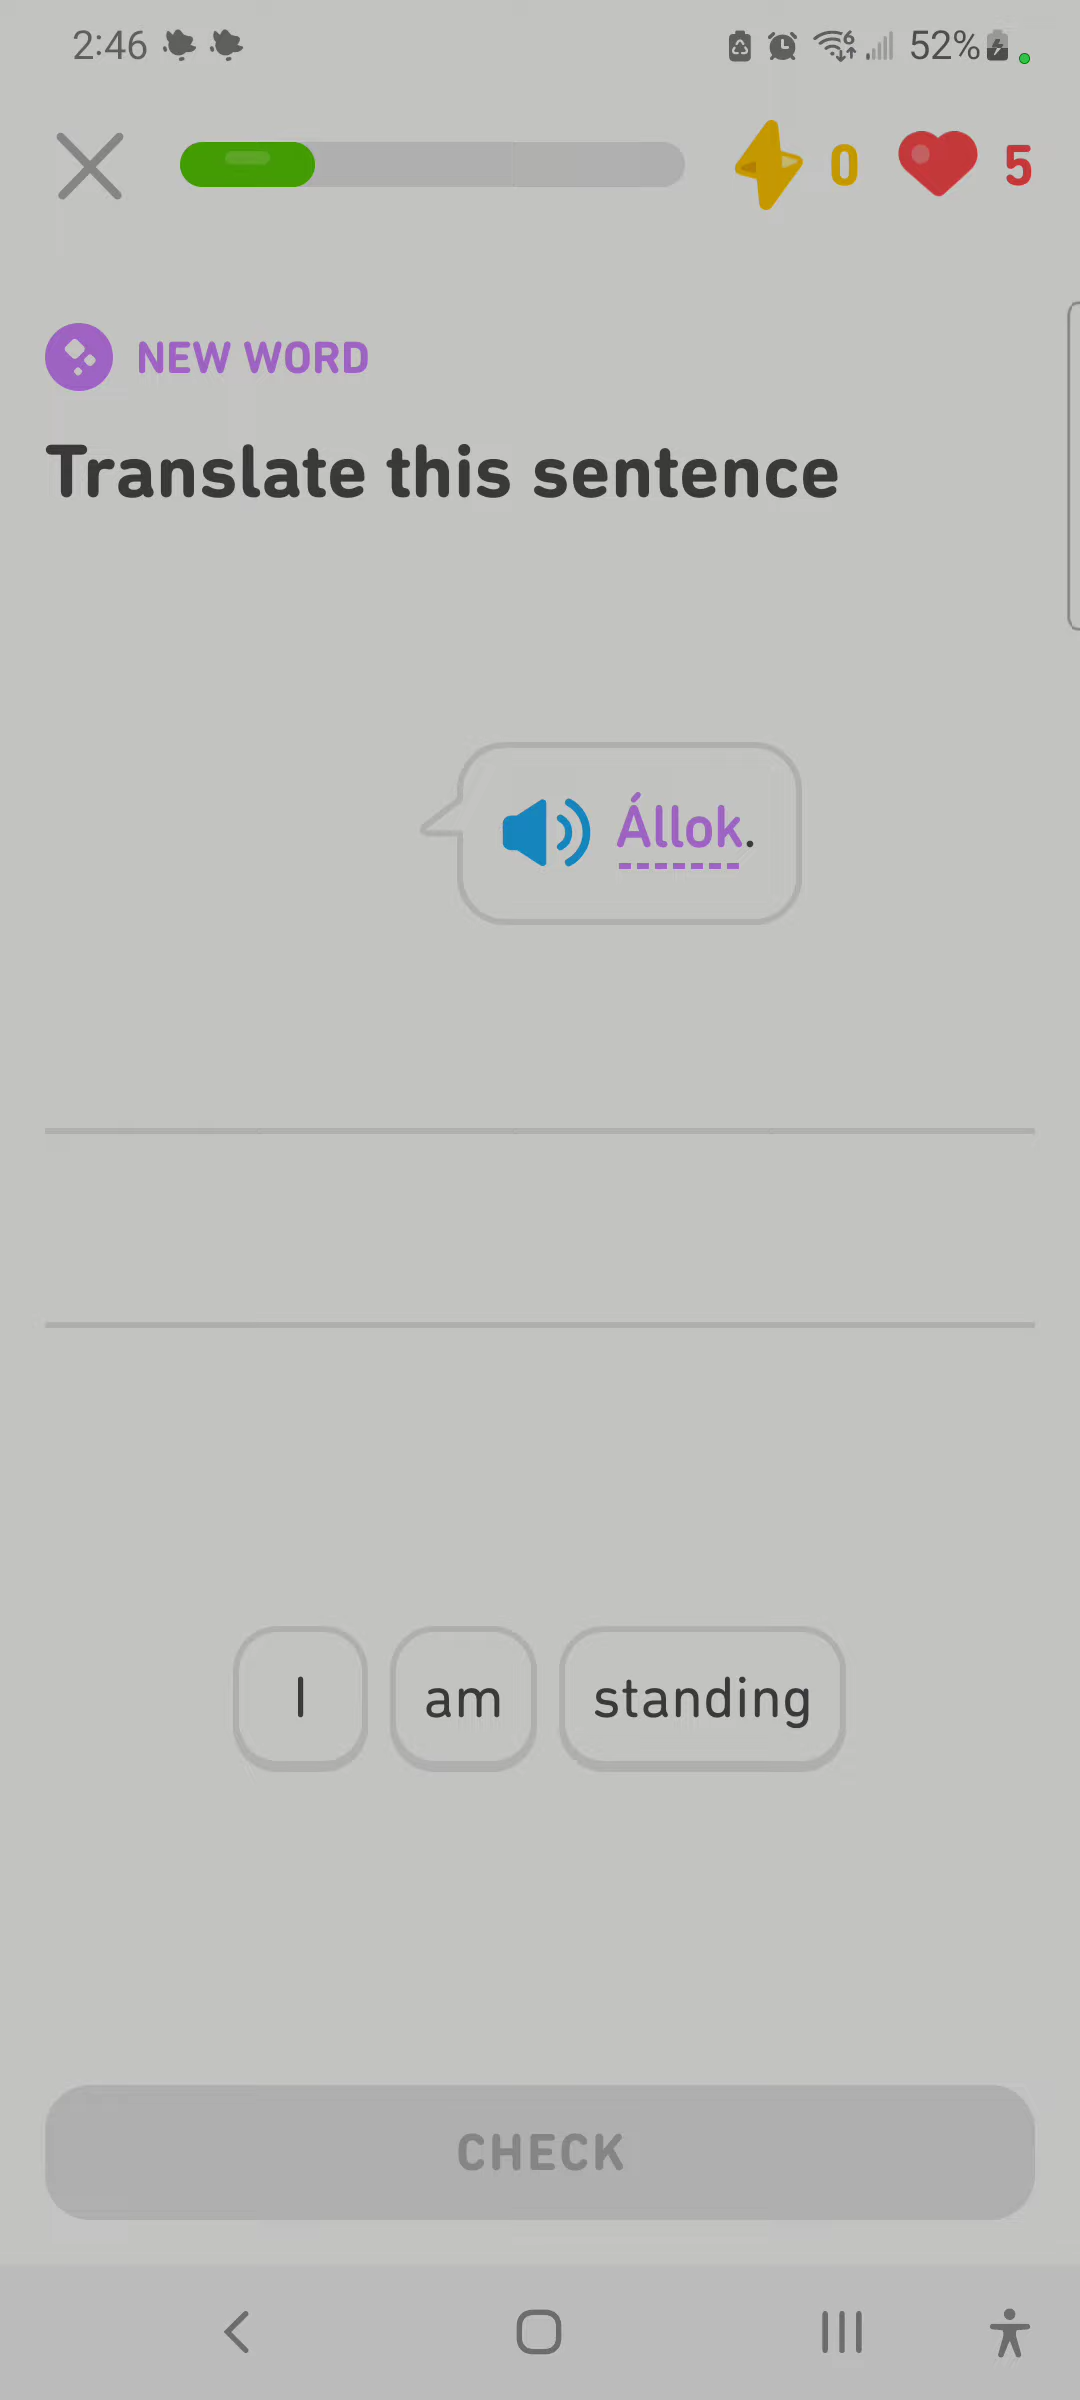 2:46 52%
0 5
NEW WORD
Translate this sentence
Állok.
I am standing
CHECK